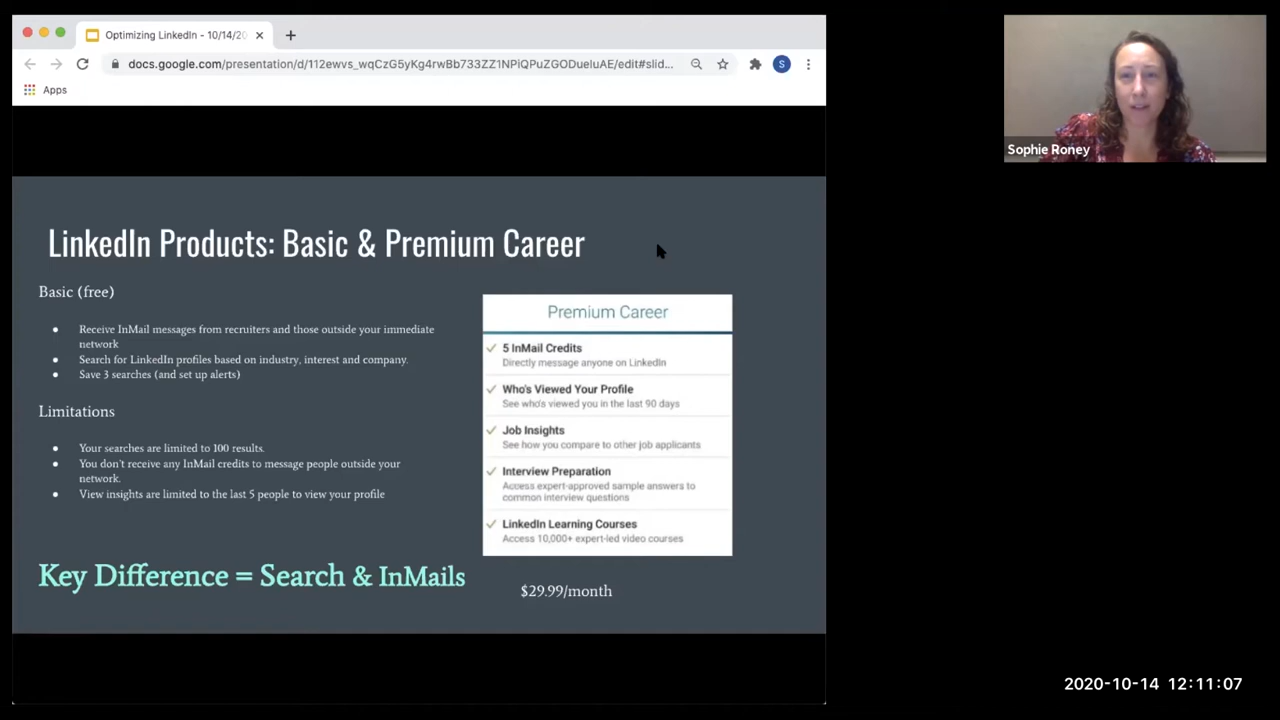 Optimizing LinkedIn - 10/14/20
docs.google.com/presentation/d/112ewvs_wqCzG5yKg4rwBb733ZZ1NPiQPuZGODueluAE/edit#slid...
S
Apps
Sophie Roney
LinkedIn Products: Basic & Premium Career
Basic (free)
● Receive InMail messages from recruiters and those outside your immediate
network
● Search for LinkedIn profiles based on industry, interest and company.
● Save 3 searches (and set up alerts)
Limitations
● Your searches are limited to 100 results.
● You don't receive any InMail credits to message people outside your
network.
● View insights are limited to the last 5 people to view your profile
Key Difference = Search & InMails
Premium Career
5 InMail Credits
Directly message anyone on LinkedIn
Who's Viewed Your Profile
See who's viewed you in the last 90 days
Job Insights
See how you compare to other job applicants
Interview Preparation
Access expert-approved sample answers to
common interview questions
LinkedIn Learning Courses
Access 10,000+ expert-led video courses
$29.99/month
2020-10-14 12:11:07